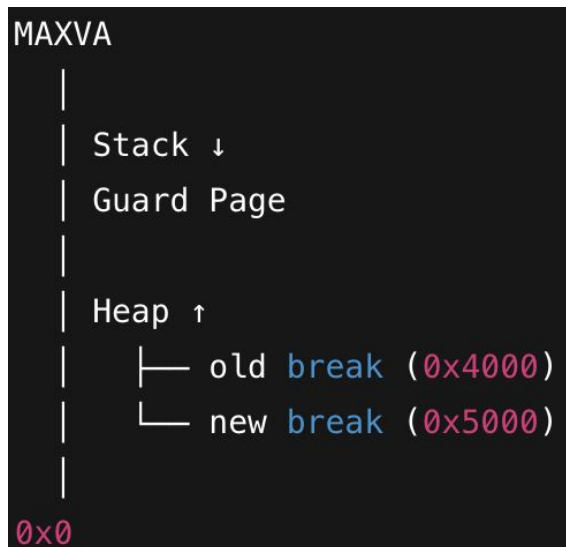 MAXVA
│
│ Stack ↓
│ Guard Page
│
│ Heap ↑
│   ├── old break (0x4000)
│   └── new break (0x5000)
│
0x0